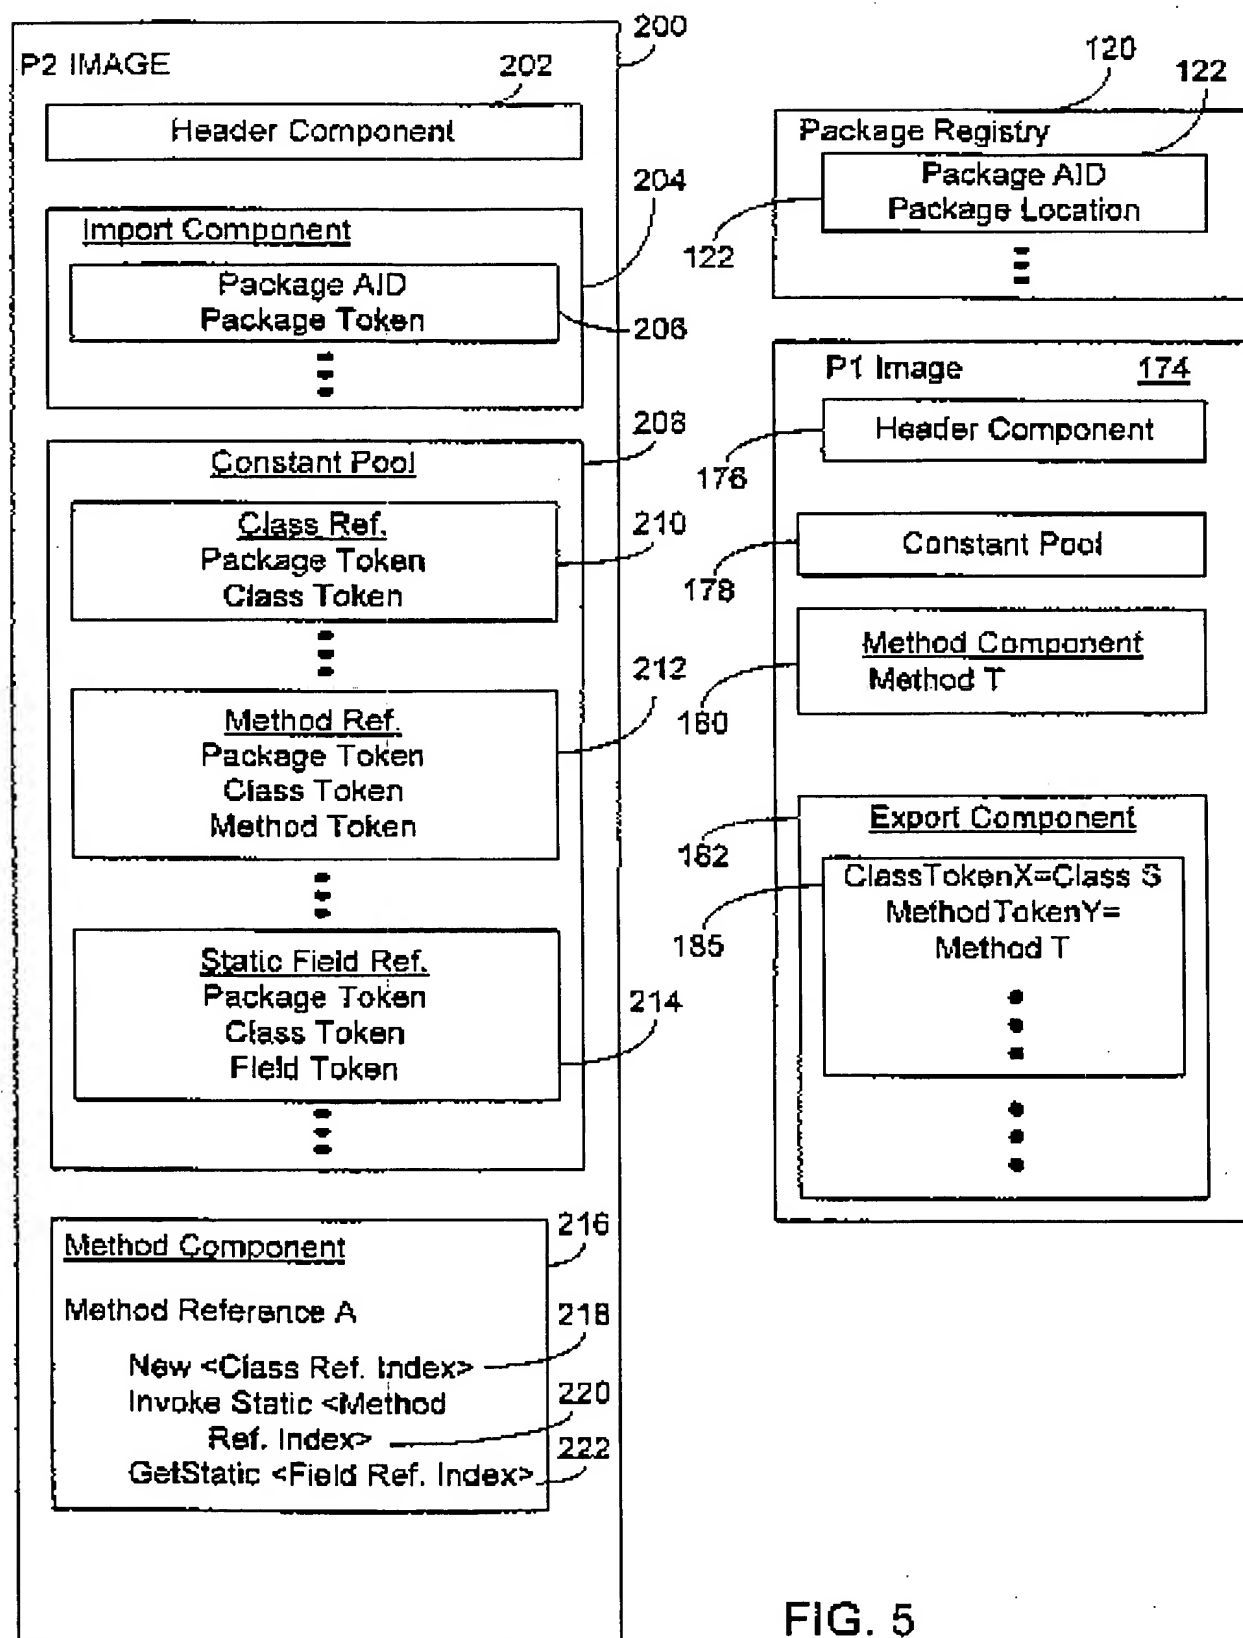 200
P2 IMAGE
202
Header Component
204
Import Component
Package AID
Package Token
206
208
Constant Pool
Class Ref.
Package Token
Class Token
210
Method Ref.
Package Token
Class Token
Method Token
212
Static Field Ref.
Package Token
Class Token
Field Token
214
216
Method Component
Method Reference A
218
New <Class Ref. Index>
Invoke Static <Method
Ref. Index>
220
GetStatic <Field Ref. Index>
222
120
122
Package Registry
Package AID
Package Location
122
P1 Image
174
Header Component
176
Constant Pool
178
Method Component
Method T
180
182
Export Component
185
ClassTokenX=Class S
MethodTokenY=
Method T
FIG. 5